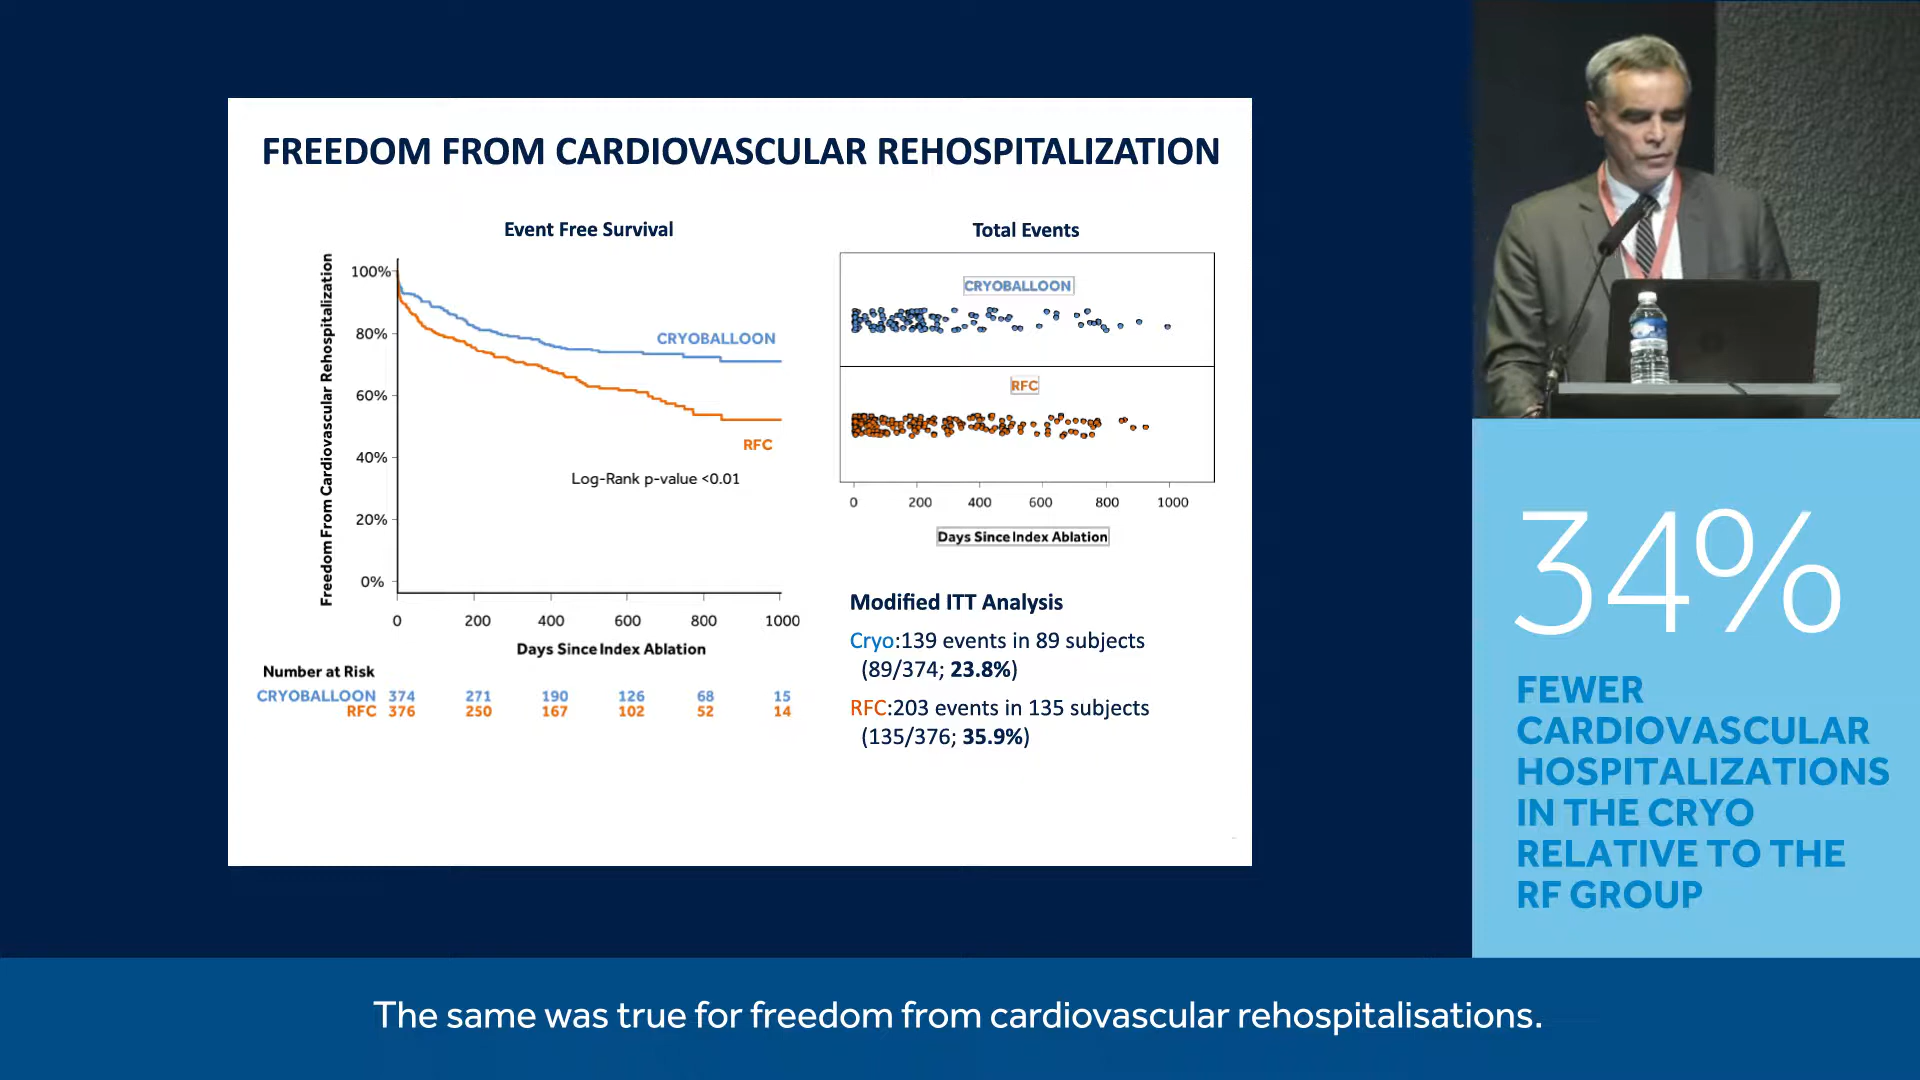 FREEDOM FROM CARDIOVASCULAR REHOSPITALIZATION
Event Free Survival
Freedom From Cardiovascular Rehospitalization
100%
80%
60%
40%
20%
0%
CRYOBALLOON
RFC
Log-Rank p-value <0.01
0 200 400 600 800 1000
Days Since Index Ablation
Number at Risk
CRYOBALLOON 374 271 190 126 68 15
RFC 376 250 167 102 52 14
Total Events
CRYOBALLOON
RFC
0 200 400 600 800 1000
Days Since Index Ablation
Modified ITT Analysis
Cryo:139 events in 89 subjects
(89/374; 23.8%)
RFC:203 events in 135 subjects
(135/376; 35.9%)
34%
FEWER
CARDIOVASCULAR
HOSPITALIZATIONS
IN THE CRYO
RELATIVE TO THE
RF GROUP
The same was true for freedom from cardiovascular rehospitalisations.